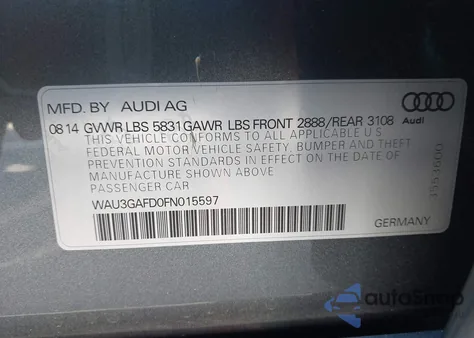 MFD. BY AUDI AG
08 14 GVWR LBS 5831 GAWR LBS FRONT 2888/REAR 3108
Audi
THIS VEHICLE CONFORMS TO ALL APPLICABLE U S
FEDERAL MOTOR VEHICLE SAFETY, BUMPER, AND THEFT
PREVENTION STANDARDS IN EFFECT ON THE DATE OF
MANUFACTURE SHOWN ABOVE
PASSENGER CAR
WAU3GAFD0FN015597
GERMANY